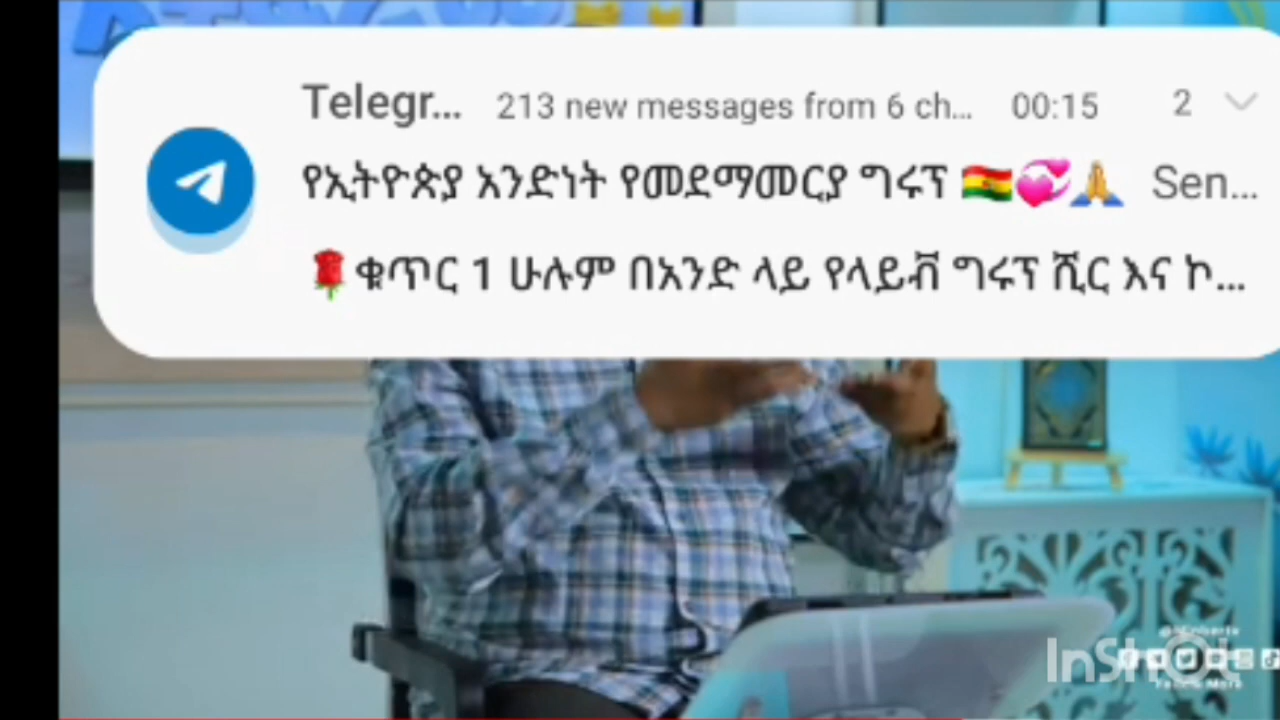 Telegr... 213 new messages from 6 ch... 00:15 2
የኢትዮጵያ አንድነት የመደማመርያ ግሩፕ 🇧🇴💞🙏 Sen...
🌹ቁጥር 1 ሁሉም በአንድ ላይ የላይቭ ግሩፕ ሺር እና ኮ...
InShOt